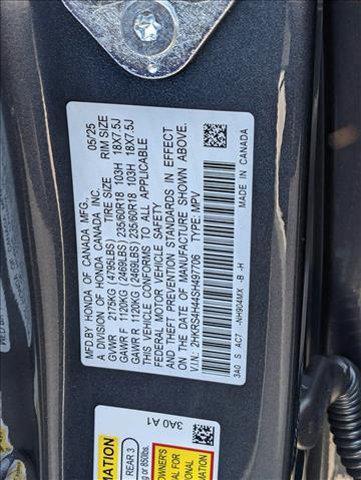 MFD. BY HONDA OF CANADA MFG.,
A DIVISION OF HONDA CANADA INC. 05/25
TIRE SIZE RIM SIZE
GVWR 2175KG (4795LBS)
GAWR F 1120KG (2469LBS) 235/60R18 103H 18X7.5J
GAWR R 1120KG (2469LBS) 235/60R18 103H 18X7.5J
THIS VEHICLE CONFORMS TO ALL APPLICABLE
FEDERAL MOTOR VEHICLE SAFETY
AND THEFT PREVENTION STANDARDS IN EFFECT
ON THE DATE OF MANUFACTURE SHOWN ABOVE.
V.I.N.: 2HKRS4H44SH497706 TYPE: MPV
3A0 S AC7 -NH904MX -B -H
MADE IN CANADA
3A0 A1
REAR 3